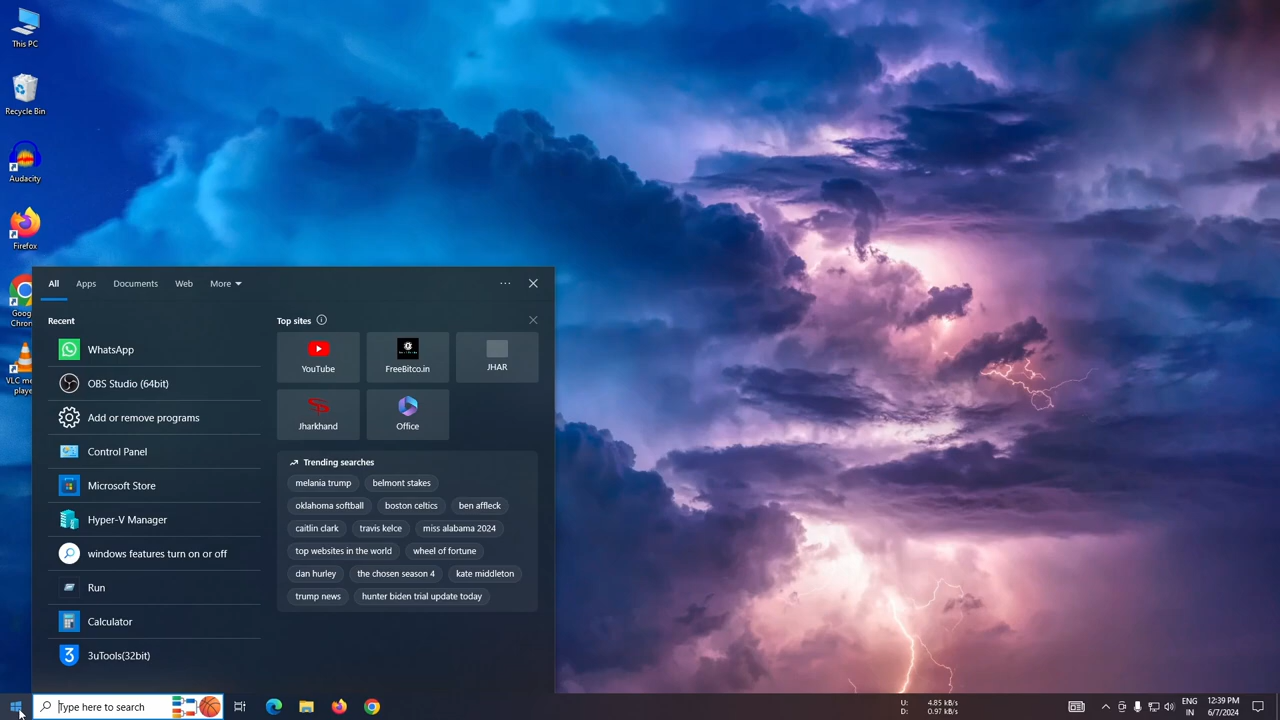 This PC
Recycle Bin
Audacity
Firefox
Goog
Chron
VLC me
playe
All
Apps
Documents
Web
More
Recent
WhatsApp
OBS Studio (64bit)
Add or remove programs
Control Panel
Microsoft Store
Hyper-V Manager
windows features turn on or off
Run
Calculator
3uTools(32bit)
Top sites
YouTube
FreeBitco.in
JHAR
Jharkhand
Office
Trending searches
melania trump
belmont stakes
oklahoma softball
boston celtics
ben affleck
caitlin clark
travis kelce
miss alabama 2024
top websites in the world
wheel of fortune
dan hurley
the chosen season 4
kate middleton
trump news
hunter biden trial update today
Type here to search
U: 4.85 kB/s
D: 0.97 kB/s
ENG
IN
12:39 PM
6/7/2024